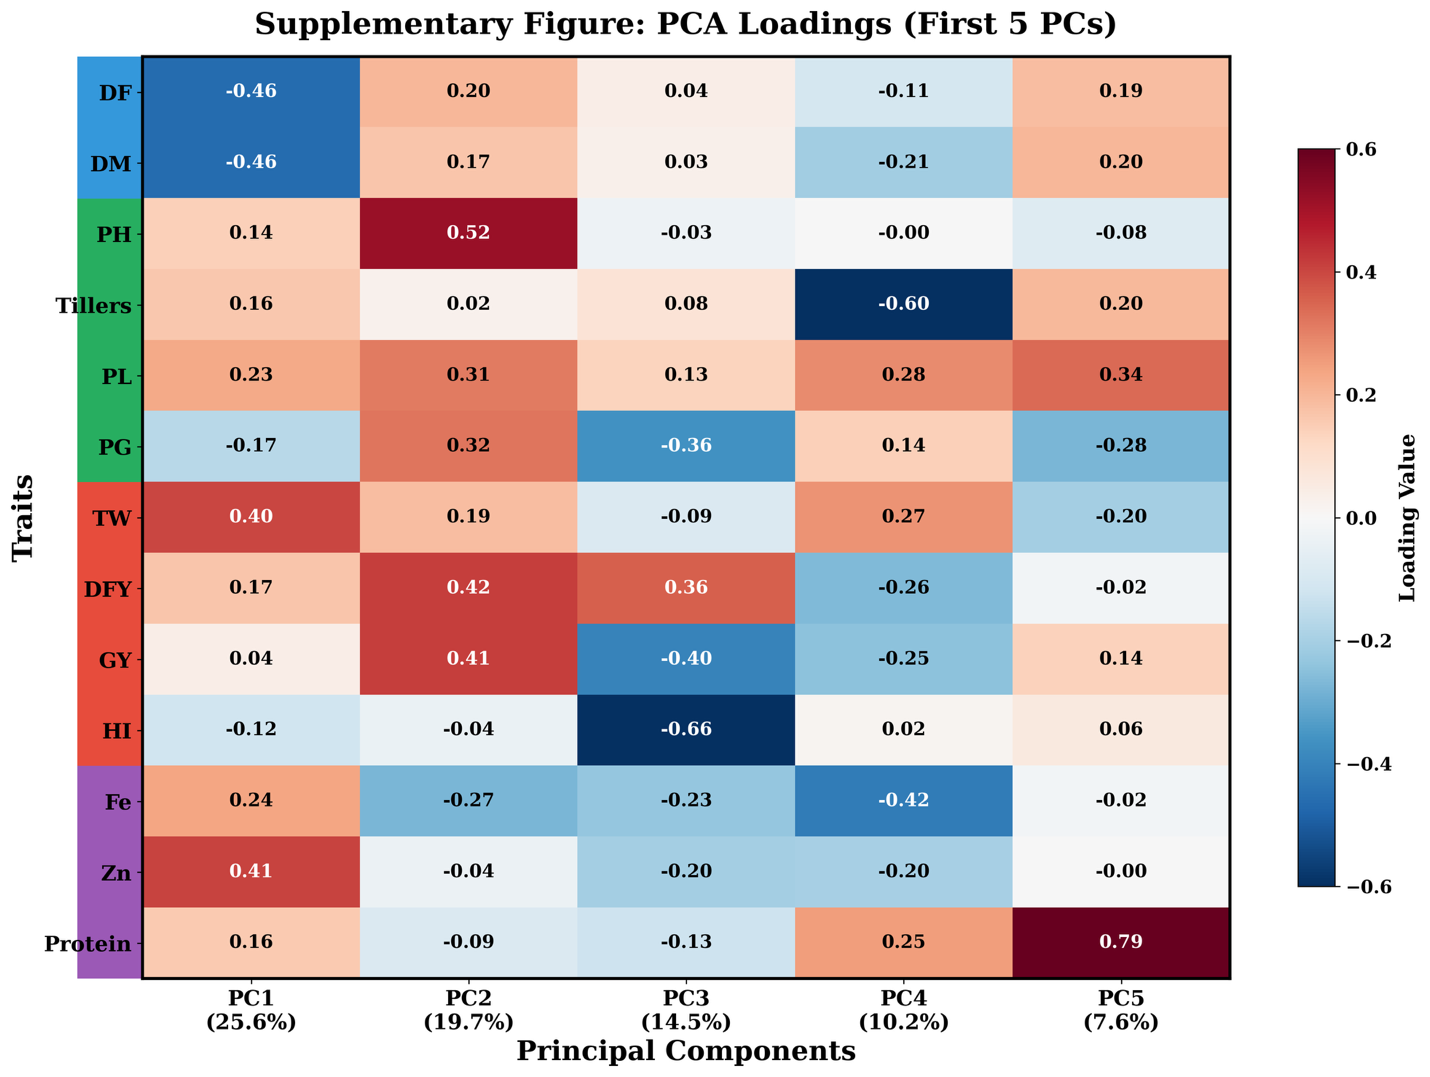 Supplementary Figure: PCA Loadings (First 5 PCs)
DF -0.46 0.20 0.04 -0.11 0.19
DM -0.46 0.17 0.03 -0.21 0.20
PH 0.14 0.52 -0.03 -0.00 -0.08
Tillers 0.16 0.02 0.08 -0.60 0.20
PL 0.23 0.31 0.13 0.28 0.34
PG -0.17 0.32 -0.36 0.14 -0.28
TW 0.40 0.19 -0.09 0.27 -0.20
DFY 0.17 0.42 0.36 -0.26 -0.02
GY 0.04 0.41 -0.40 -0.25 0.14
HI -0.12 -0.04 -0.66 0.02 0.06
Fe 0.24 -0.27 -0.23 -0.42 -0.02
Zn 0.41 -0.04 -0.20 -0.20 -0.00
Protein 0.16 -0.09 -0.13 0.25 0.79
PC1 PC2 PC3 PC4 PC5
(25.6%) (19.7%) (14.5%) (10.2%) (7.6%)
Principal Components
Traits
0.6
0.4
0.2
0.0
−0.2
−0.4
−0.6
Loading Value